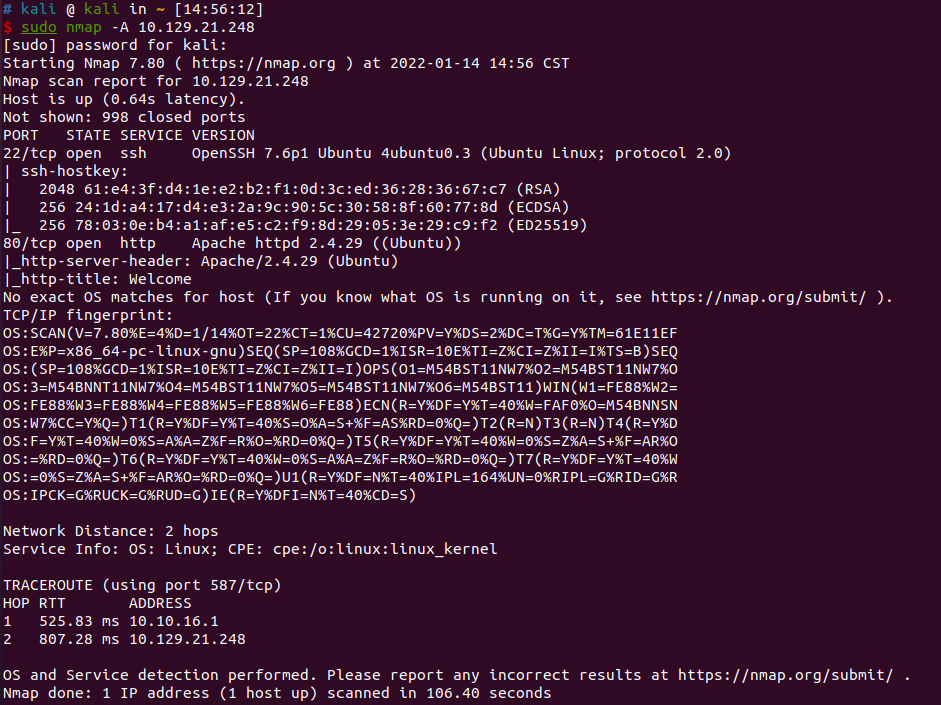 # kali @ kali in ~ [14:56:12]
$ sudo nmap -A 10.129.21.248
[sudo] password for kali:
Starting Nmap 7.80 ( https://nmap.org ) at 2022-01-14 14:56 CST
Nmap scan report for 10.129.21.248
Host is up (0.64s latency).
Not shown: 998 closed ports
PORT   STATE SERVICE VERSION
22/tcp open  ssh     OpenSSH 7.6p1 Ubuntu 4ubuntu0.3 (Ubuntu Linux; protocol 2.0)
| ssh-hostkey:
|   2048 61:e4:3f:d4:1e:e2:b2:f1:0d:3c:ed:36:28:36:67:c7 (RSA)
|   256 24:1d:a4:17:d4:e3:2a:9c:90:5c:30:58:8f:60:77:8d (ECDSA)
|_  256 78:03:0e:b4:a1:af:e5:c2:f9:8d:29:05:3e:29:c9:f2 (ED25519)
80/tcp open  http    Apache httpd 2.4.29 ((Ubuntu))
|_http-server-header: Apache/2.4.29 (Ubuntu)
|_http-title: Welcome
No exact OS matches for host (If you know what OS is running on it, see https://nmap.org/submit/ ).
TCP/IP fingerprint:
OS:SCAN(V=7.80%E=4%D=1/14%OT=22%CT=1%CU=42720%PV=Y%DS=2%DC=T%G=Y%TM=61E11EF
OS:E%P=x86_64-pc-linux-gnu)SEQ(SP=108%GCD=1%ISR=10E%TI=Z%CI=Z%II=I%TS=B)SEQ
OS:(SP=108%GCD=1%ISR=10E%TI=Z%CI=Z%II=I)OPS(O1=M54BST11NW7%O2=M54BST11NW7%O
OS:3=M54BNNT11NW7%O4=M54BST11NW7%O5=M54BST11NW7%O6=M54BST11)WIN(W1=FE88%W2=
OS:FE88%W3=FE88%W4=FE88%W5=FE88%W6=FE88)ECN(R=Y%DF=Y%T=40%W=FAF0%O=M54BNNSN
OS:W7%CC=Y%Q=)T1(R=Y%DF=Y%T=40%S=O%A=S+%F=AS%RD=0%Q=)T2(R=N)T3(R=N)T4(R=Y%D
OS:F=Y%T=40%W=0%S=A%A=Z%F=R%O=%RD=0%Q=)T5(R=Y%DF=Y%T=40%W=0%S=Z%A=S+%F=AR%O
OS:=%RD=0%Q=)T6(R=Y%DF=Y%T=40%W=0%S=A%A=Z%F=R%O=%RD=0%Q=)T7(R=Y%DF=Y%T=40%W
OS:=0%S=Z%A=S+%F=AR%O=%RD=0%Q=)U1(R=Y%DF=N%T=40%IPL=164%UN=0%RIPL=G%RID=G%R
OS:IPCK=G%RUCK=G%RUD=G)IE(R=Y%DFI=N%T=40%CD=S)

Network Distance: 2 hops
Service Info: OS: Linux; CPE: cpe:/o:linux:linux_kernel

TRACEROUTE (using port 587/tcp)
HOP RTT       ADDRESS
1   525.83 ms 10.10.16.1
2   807.28 ms 10.129.21.248

OS and Service detection performed. Please report any incorrect results at https://nmap.org/submit/ .
Nmap done: 1 IP address (1 host up) scanned in 106.40 seconds